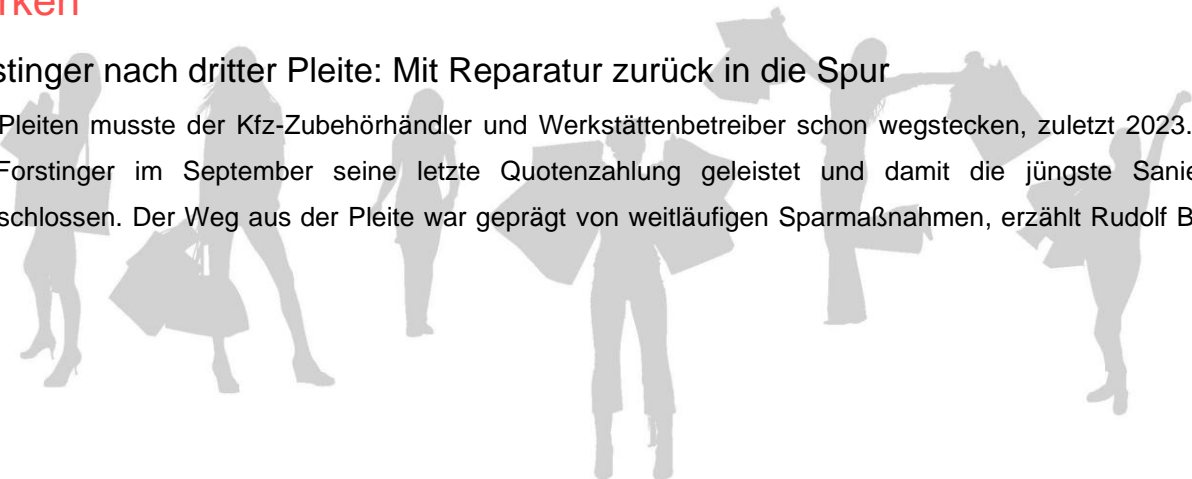 rken
stinger nach dritter Pleite: Mit Reparatur zurück in die Spur
Pleiten musste der Kfz-Zubehörhändler und Werkstättenbetreiber schon wegstecken, zuletzt 2023.
Forstinger im September seine letzte Quotenzahlung geleistet und damit die jüngste Sanie
schlossen. Der Weg aus der Pleite war geprägt von weitläufigen Sparmaßnahmen, erzählt Rudolf B